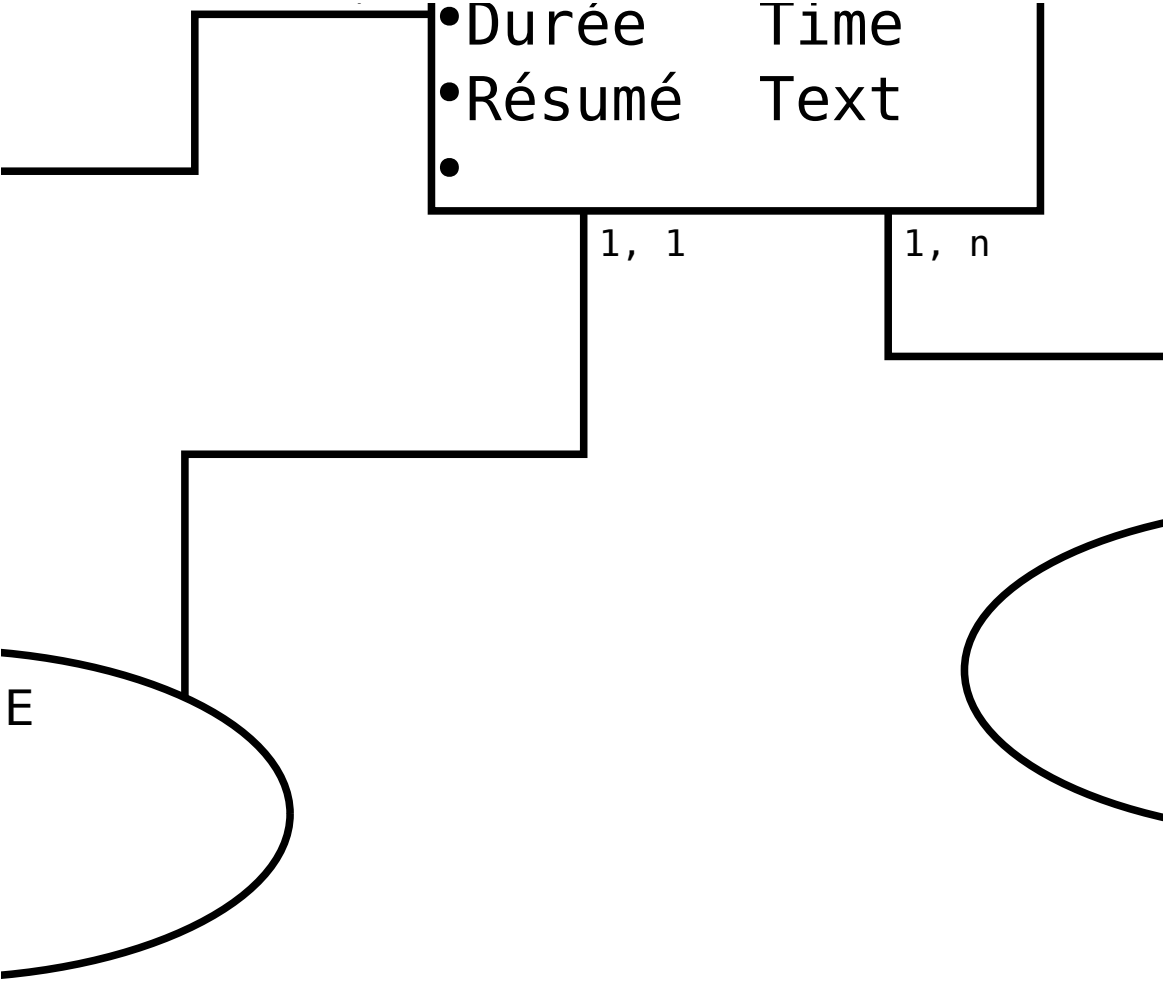 • Durée Time
• Résumé Text
•
1, 1
1, n
E